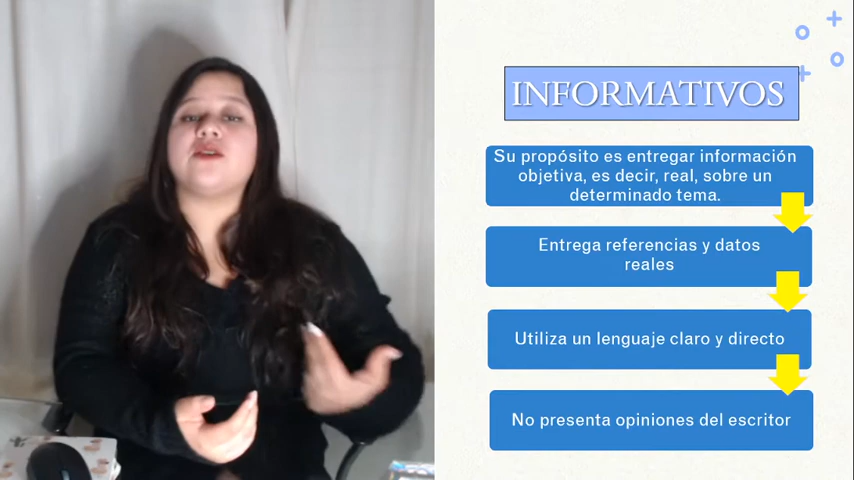 INFORMATIVOS
Su propósito es entregar información
objetiva, es decir, real, sobre un
determinado tema.
Entrega referencias y datos
reales
Utiliza un lenguaje claro y directo
No presenta opiniones del escritor